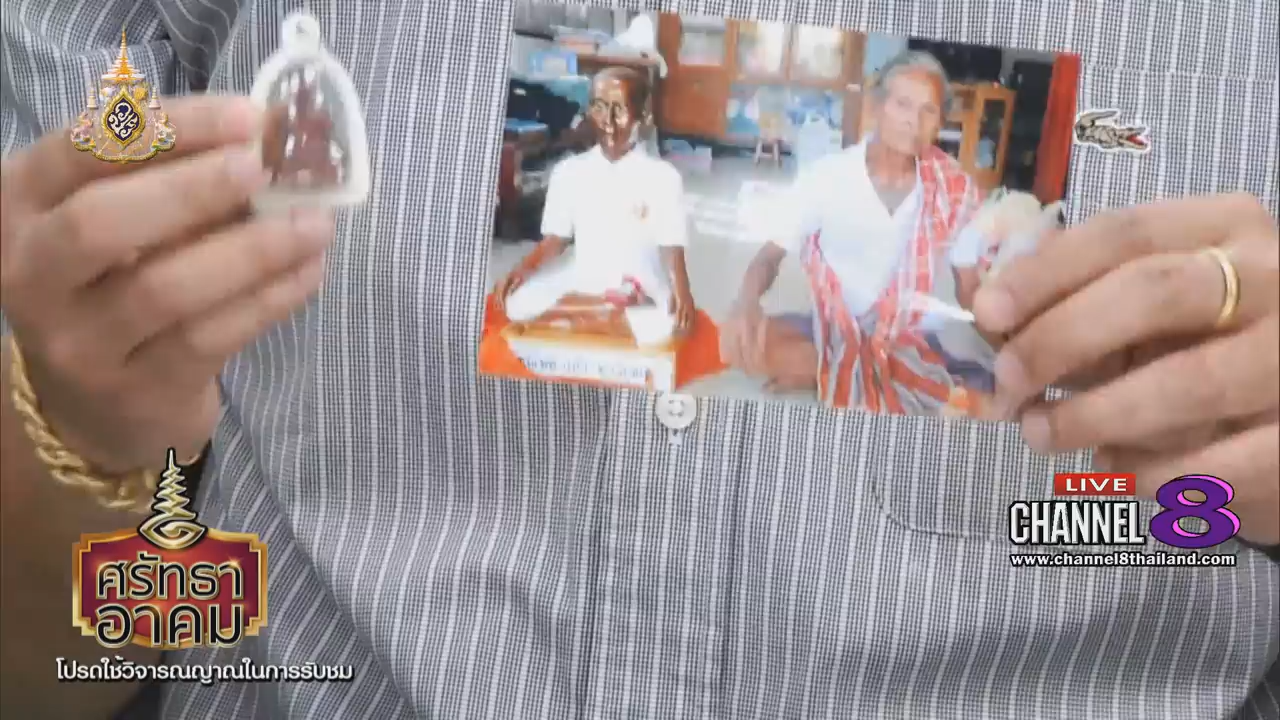 LIVE
CHANNEL 8
www.channel8thailand.com
ศรัทธา
อาคม
โปรดใช้วิจารณญาณในการรับชม